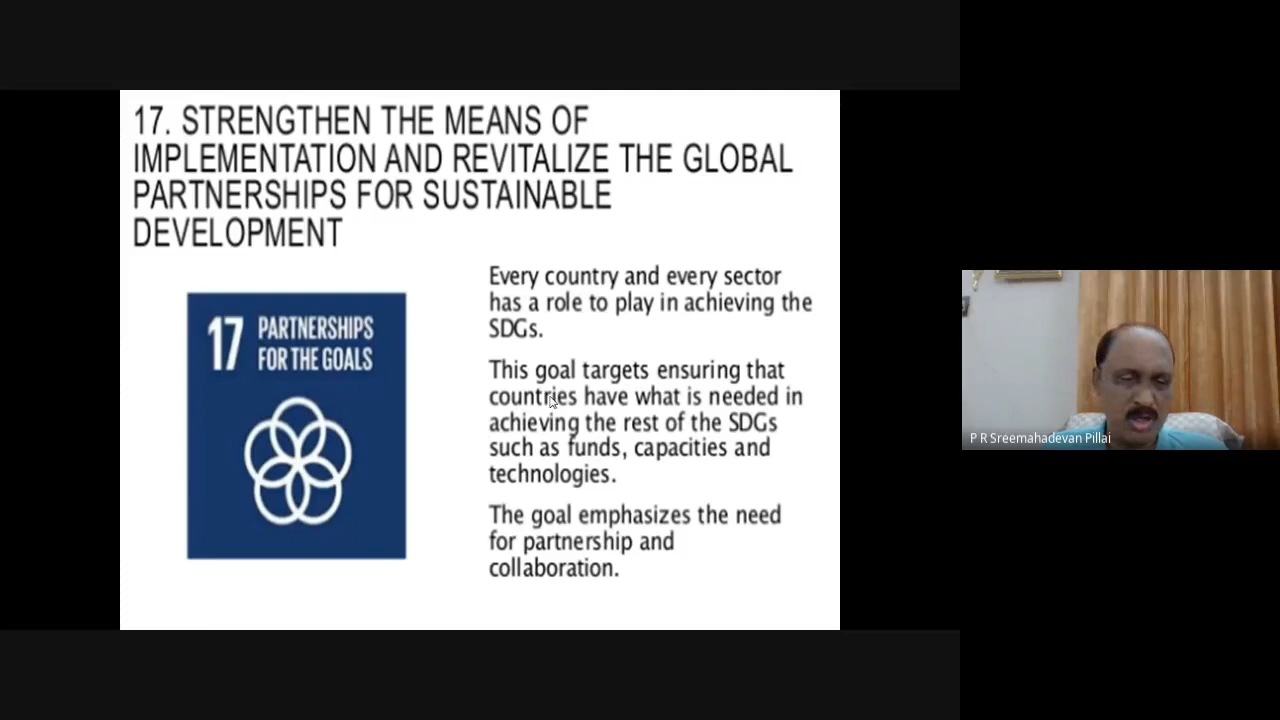 17. STRENGTHEN THE MEANS OF
IMPLEMENTATION AND REVITALIZE THE GLOBAL
PARTNERSHIPS FOR SUSTAINABLE
DEVELOPMENT
17 PARTNERSHIPS
FOR THE GOALS
Every country and every sector
has a role to play in achieving the
SDGs.
This goal targets ensuring that
countries have what is needed in
achieving the rest of the SDGs
such as funds, capacities and
technologies.
The goal emphasizes the need
for partnership and
collaboration.
P R Sreemahadevan Pillai